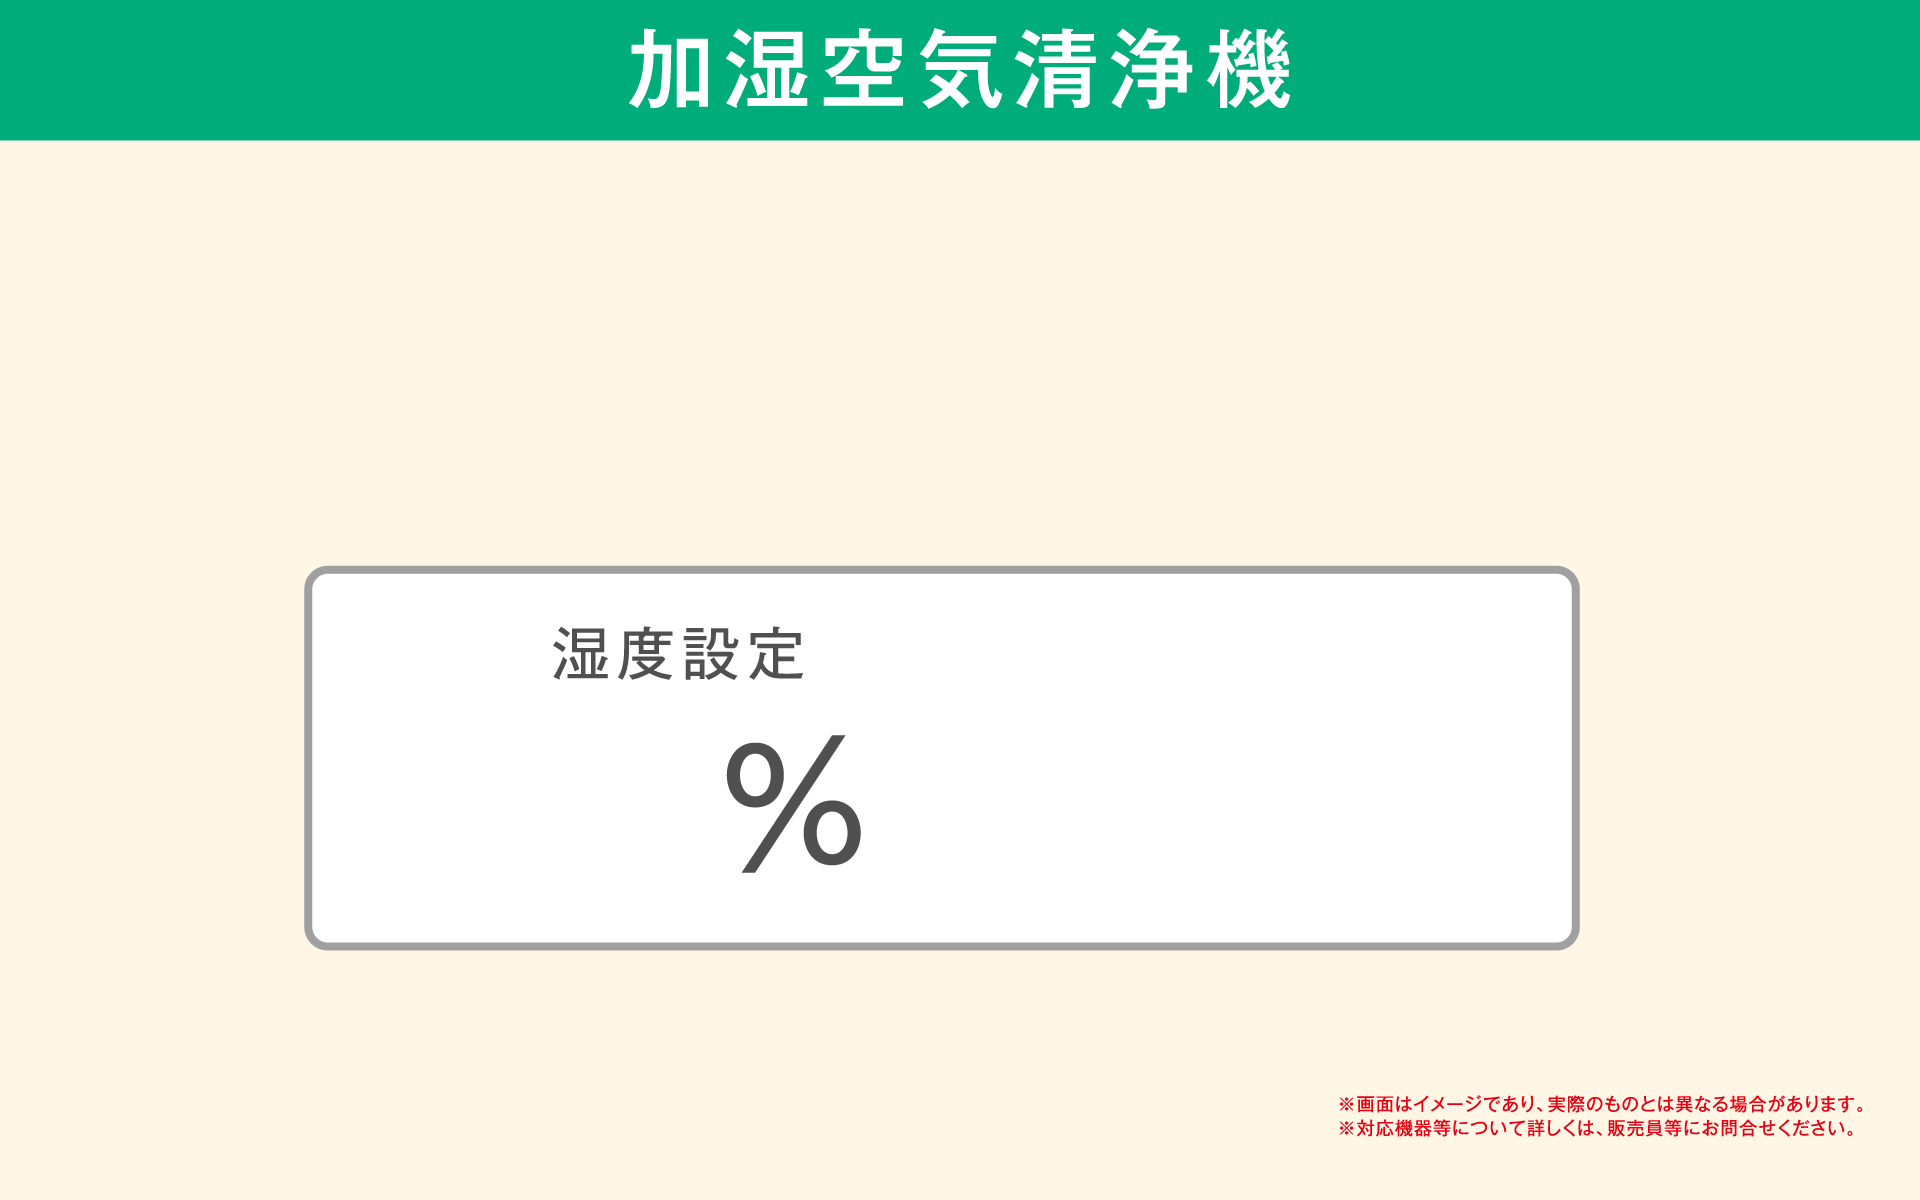 加湿空気清浄機
湿度設定
%
※画面はイメージであり、実際のものとは異なる場合があります。
※対応機器等について詳しくは、販売員等にお問合せください。